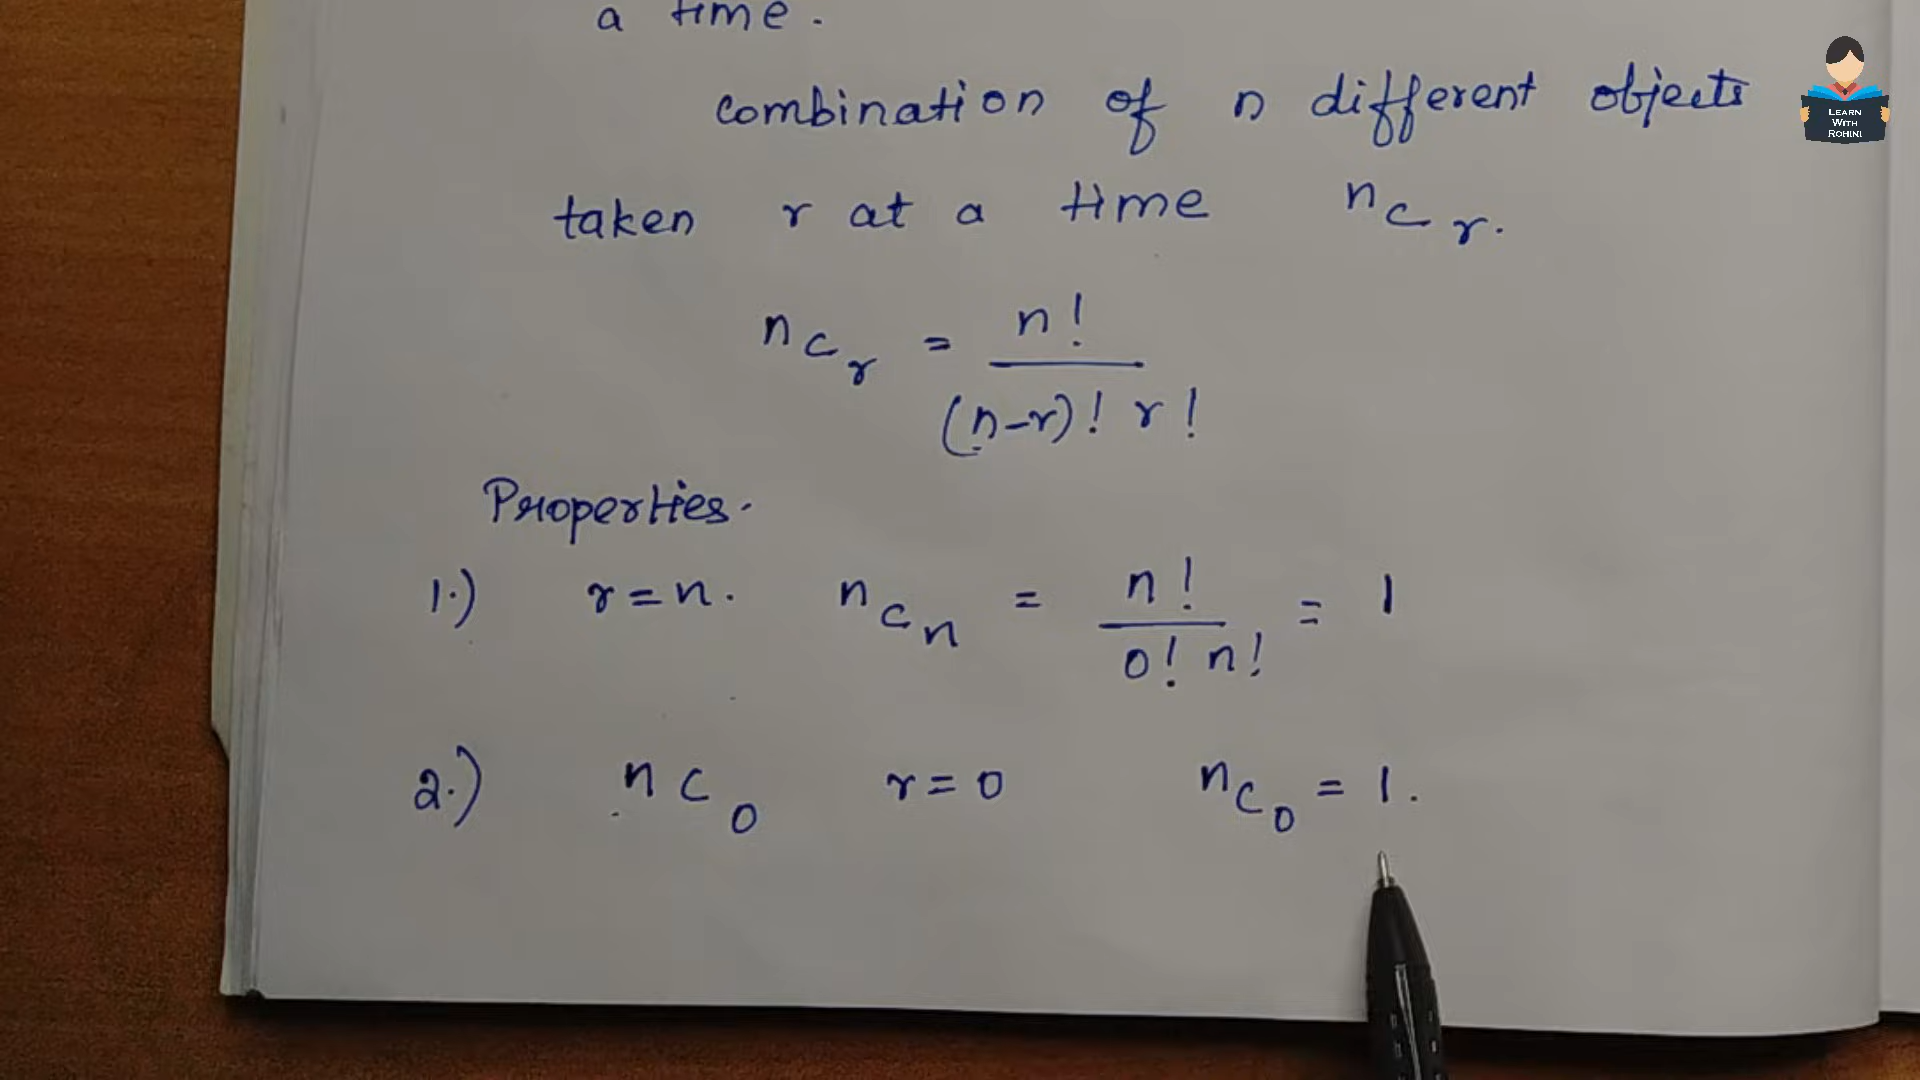 a time.
combination of n different objects
taken r at a time nCr.
nCr = n! / (n-r)! r!
Properties.
1.) r=n. nCn = n! / 0! n! = 1
2.) nC0 r=0 nC0 = 1.
LEARN
WITH
ROHINI